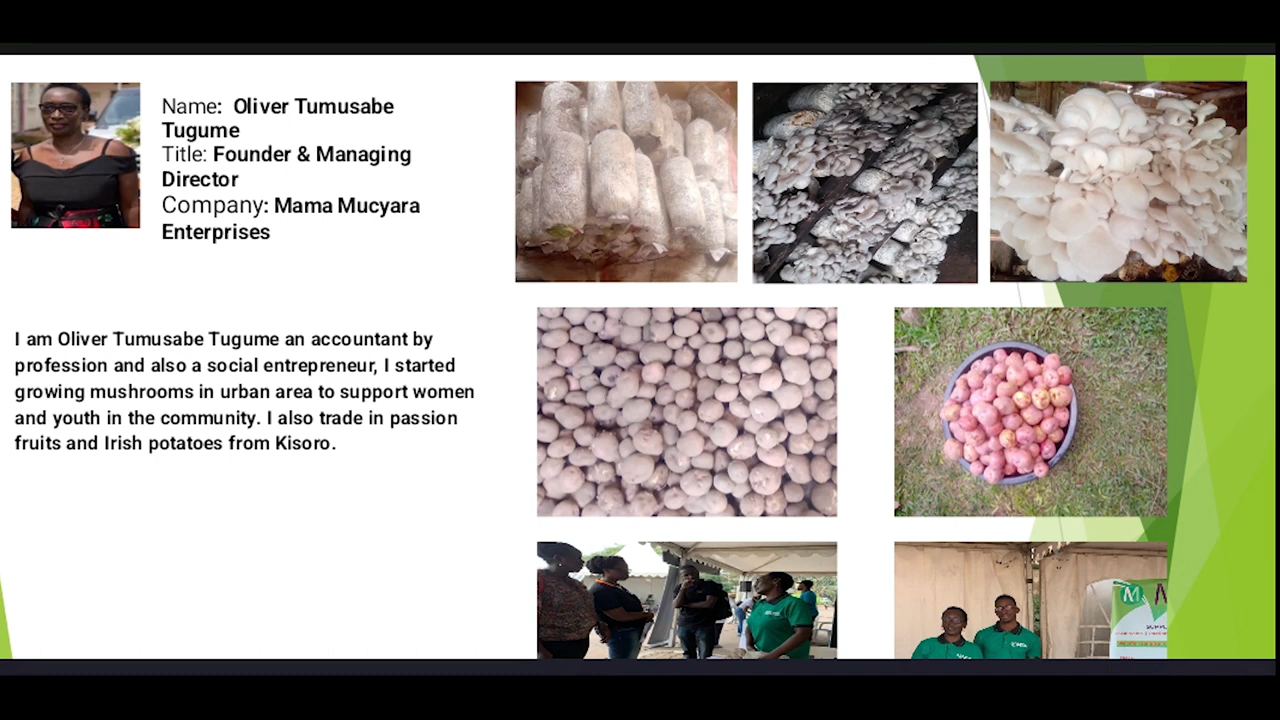 Name: Oliver Tumusabe
Tugume
Title: Founder & Managing
Director
Company: Mama Mucyara
Enterprises
I am Oliver Tumusabe Tugume an accountant by
profession and also a social entrepreneur, I started
growing mushrooms in urban area to support women
and youth in the community. I also trade in passion
fruits and Irish potatoes from Kisoro.